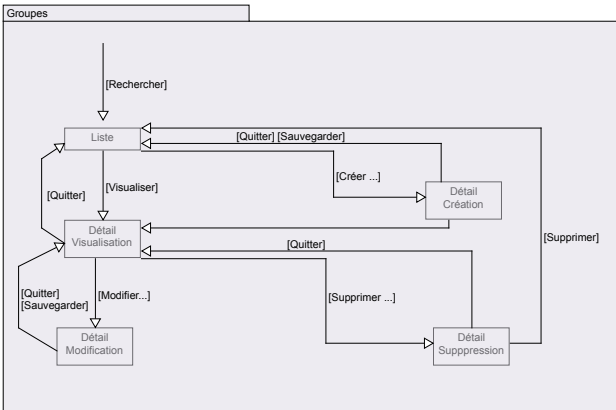 Groupes
[Rechercher]
Liste
[Quitter] [Sauvegarder]
[Créer ...]
[Visualiser]
[Quitter]
Détail
Création
Détail
Visualisation
[Quitter]
[Supprimer]
[Quitter]
[Sauvegarder]
[Modifier...]
[Supprimer ...]
Détail
Modification
Détail
Supppression